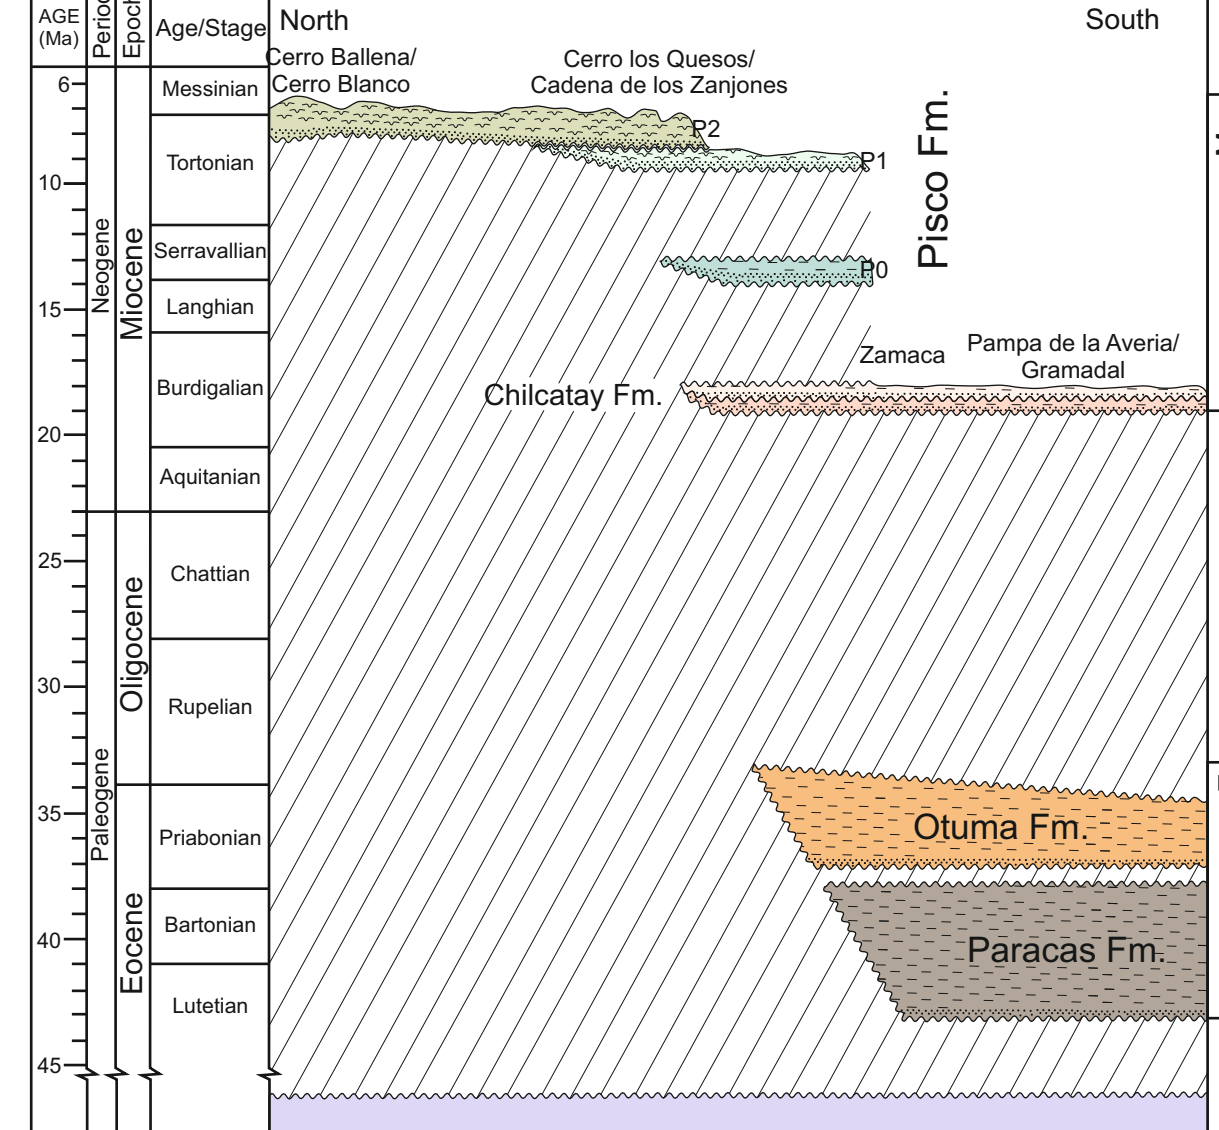 AGE
(Ma)
Period
Epoch
Age/Stage
North
South
Cerro Ballena/
Cerro Blanco
Cerro los Quesos/
Cadena de los Zanjones
6
10
15
20
25
30
35
40
45
Neogene
Paleogene
Miocene
Oligocene
Eocene
Messinian
Tortonian
Serravallian
Langhian
Burdigalian
Aquitanian
Chattian
Rupelian
Priabonian
Bartonian
Lutetian
P2
P1
P0
Pisco Fm.
Zamaca
Pampa de la Averia/
Gramadal
Chilcatay Fm.
Otuma Fm.
Paracas Fm.